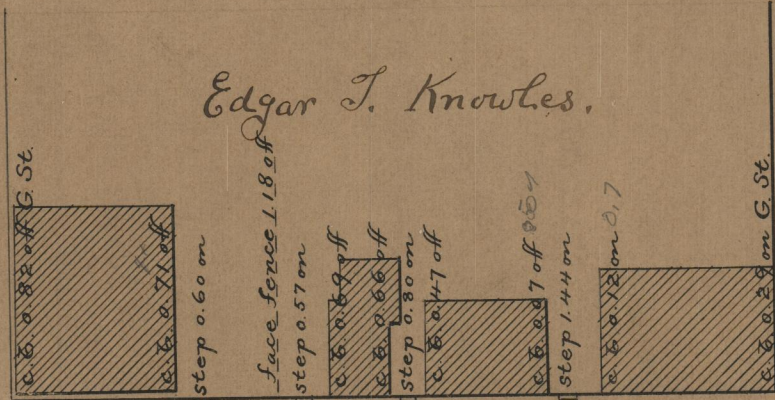 Edgar T. Knowles.
c.b. 0.82 off G. St.
c.b. 0.71 off
step 0.60 on
face fence 1.18 off
step 0.57 on
c.b. 0.69 off
c.b. 0.66 off
step 0.80 on
c.b. 0.47 off
c.b. 0.07 off
step 1.44 on
c.b. 0.12 on
0,7
c.b. 0.29 on G. St.